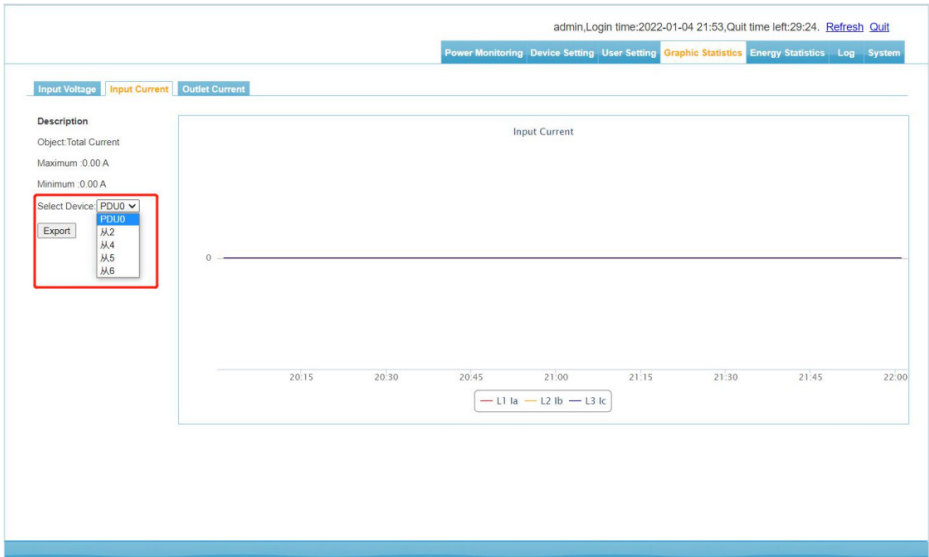 admin,Login time:2022-01-04 21:53,Quit time left:29:24. Refresh Quit
Power Monitoring Device Setting User Setting Graphic Statistics Energy Statistics Log System
Input Voltage Input Current Outlet Current
Description
Object:Total Current
Maximum :0.00 A
Minimum :0.00 A
Select Device: PDU0
PDU0
从2
从4
从5
从6
Export
Input Current
0
20:15 20:30 20:45 21:00 21:15 21:30 21:45 22:00
L1 Ia L2 Ib L3 Ic